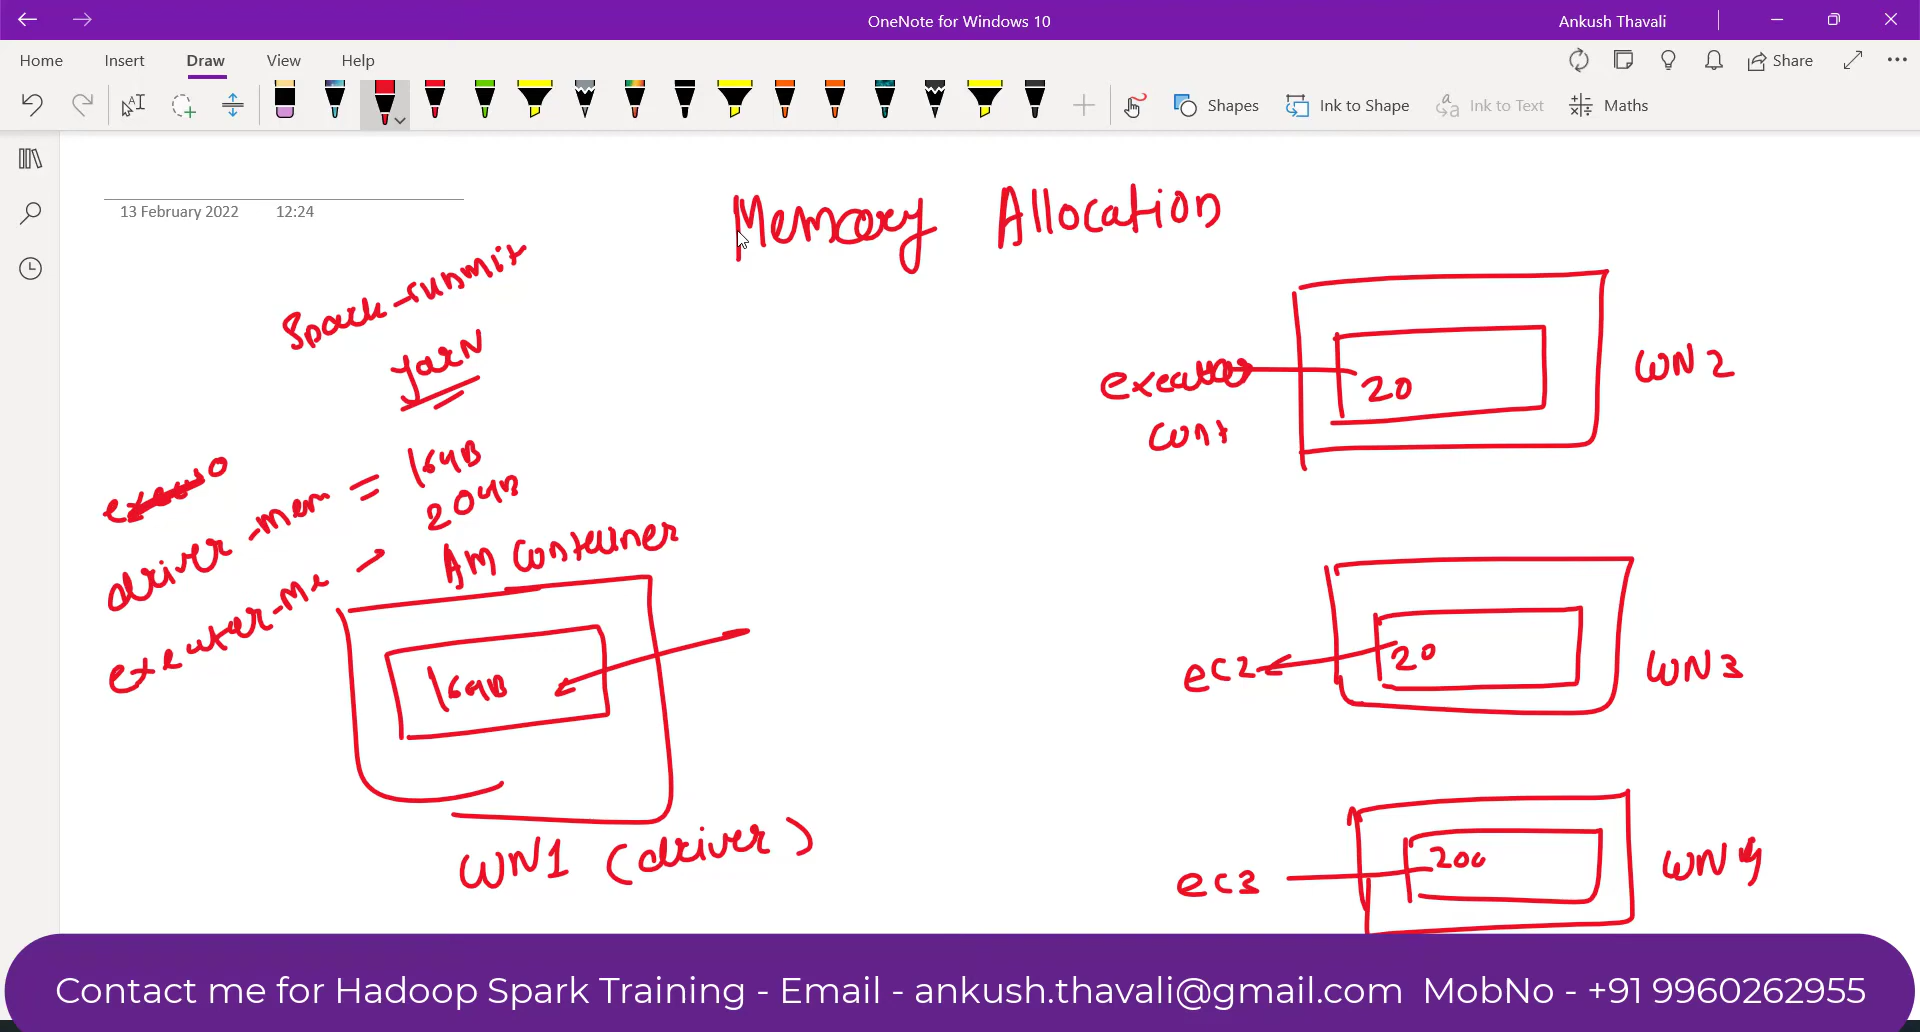 OneNote for Windows 10
Ankush Thavali
Home Insert Draw View Help
Share
Shapes Ink to Shape Ink to Text Maths
13 February 2022 12:24
Memory Allocation
Spark-submit
yarn
driver-mem = 16GB
executer-me - 20GB
AM Container
16GB
WN1 (driver)
20
WN2
cont
20
ec2
WN3
ec3
WN4
Contact me for Hadoop Spark Training - Email - ankush.thavali@gmail.com MobNo - +91 9960262955